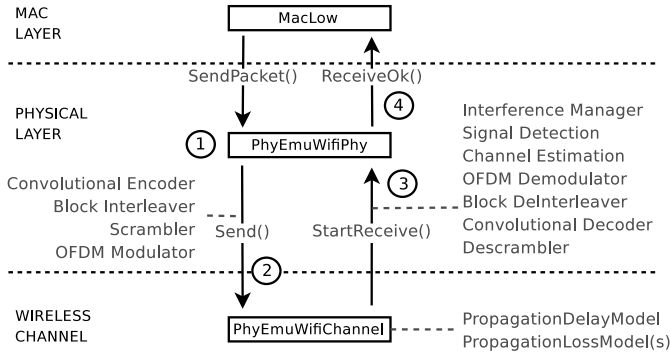 MAC
LAYER
MacLow
SendPacket()
ReceiveOk()
4
PHYSICAL
LAYER
1
PhyEmuWifiPhy
Interference Manager
Signal Detection
Channel Estimation
OFDM Demodulator
Block DeInterleaver
Convolutional Decoder
Descrambler
3
Convolutional Encoder
Block Interleaver
Scrambler
OFDM Modulator
Send()
StartReceive()
2
WIRELESS
CHANNEL
PhyEmuWifiChannel
PropagationDelayModel
PropagationLossModel(s)